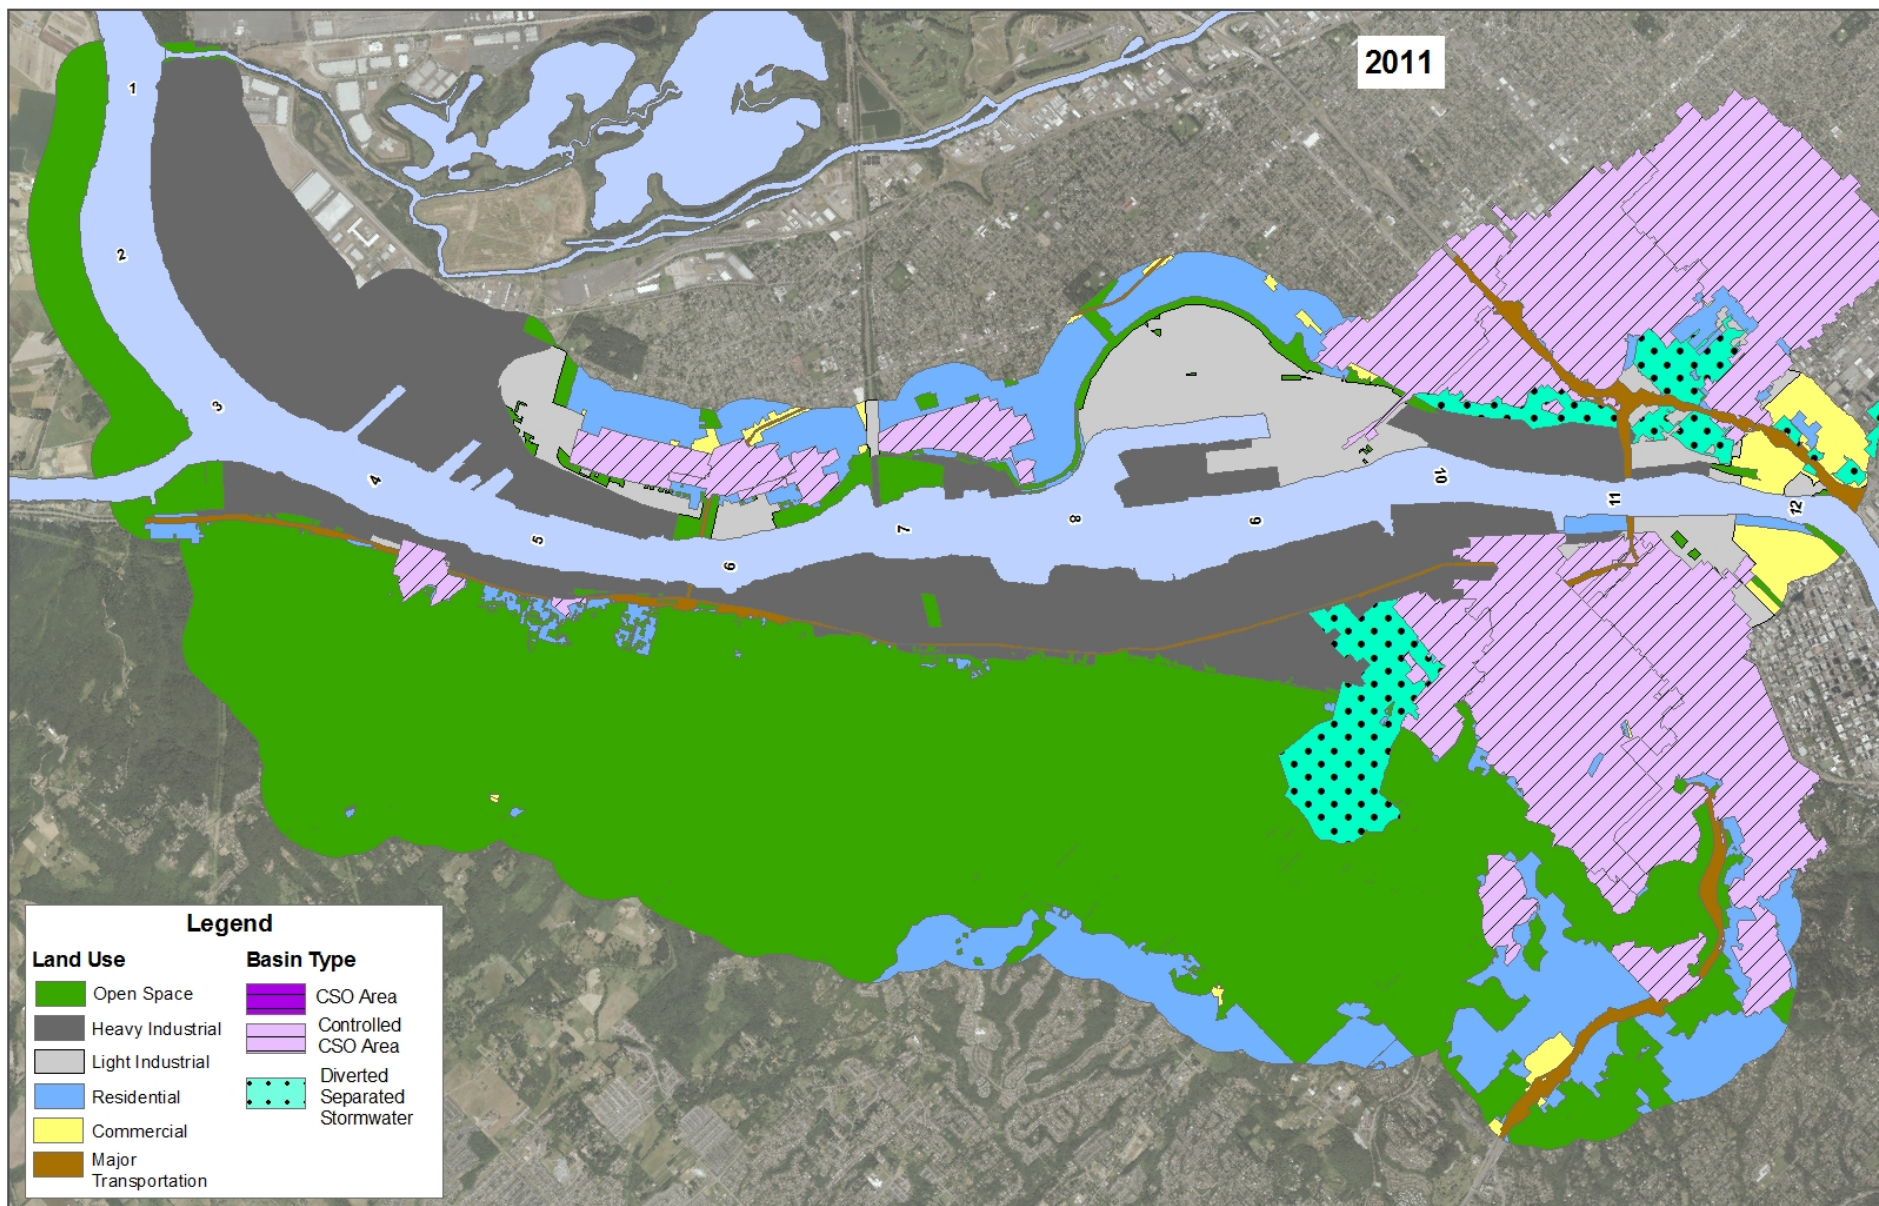 2011
1
2
3
4
5
6
7
8
9
10
11
12
Legend
Land Use
Open Space
Heavy Industrial
Light Industrial
Residential
Commercial
Major
Transportation
Basin Type
CSO Area
Controlled
CSO Area
Diverted
Separated
Stormwater